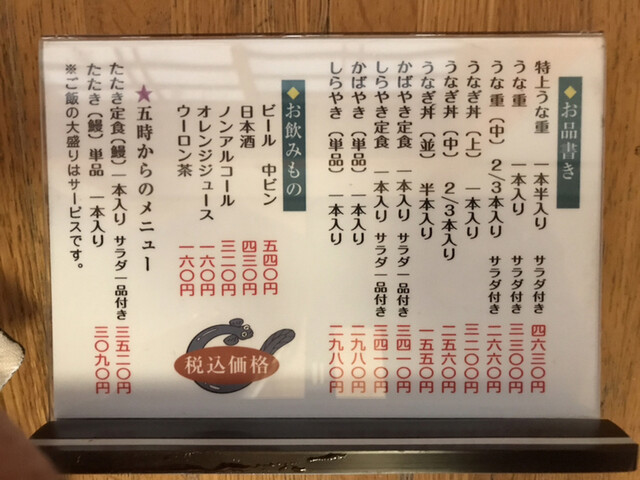 ◆お品書き
特上うな重 一本半入り サラダ付き 四六三〇円
うな重 一本入り サラダ付き 三三〇〇円
うな重（中） 2/3本入り サラダ付き 二六六〇円
うなぎ丼（上） 一本入り 三二〇〇円
うなぎ丼（中） 2/3本入り 二五六〇円
うなぎ丼（並） 半本入り 一五五〇円
かばやき定食 一本入り サラダ一品付き 三四一〇円
しらやき定食 一本入り サラダ一品付き 三四一〇円
かばやき（単品） 一本入り 二九八〇円
しらやき（単品） 一本入り 二九八〇円
◆お飲みもの
ビール 中ビン 五四〇円
日本酒 四三〇円
ノンアルコール 三二〇円
オレンジジュース 一六〇円
ウーロン茶 一六〇円
税込価格
★五時からのメニュー
たたき定食（鰻）一本入り サラダ一品付き 三五二〇円
たたき（鰻）単品 一本入り 三〇九〇円
※ご飯の大盛りはサービスです。